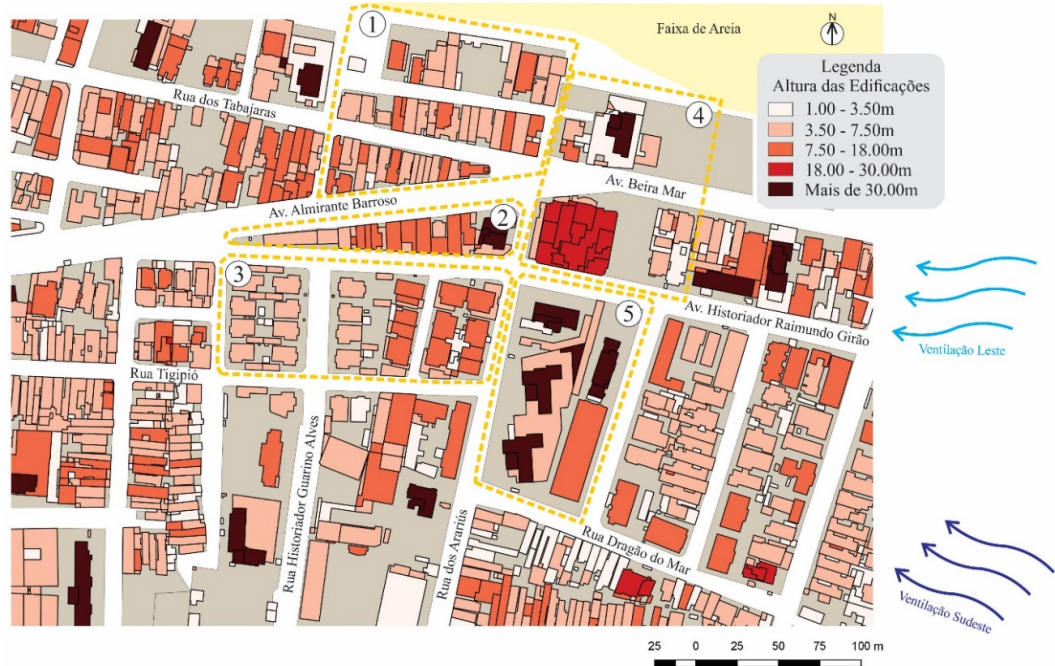 1
Faixa de Areia
N
Legenda
Altura das Edificações
1.00 - 3.50m
3.50 - 7.50m
7.50 - 18.00m
18.00 - 30.00m
Mais de 30.00m
Rua dos Tabajaras
4
Av. Beira Mar
Av. Almirante Barroso
2
3
5
Av. Historiador Raimundo Girão
Ventilação Leste
Rua Tigipió
Rua Historiador Guarino Alves
Rua dos Ararius
Rua Dragão do Mar
Ventilação Sudeste
25 0 25 50 75 100 m